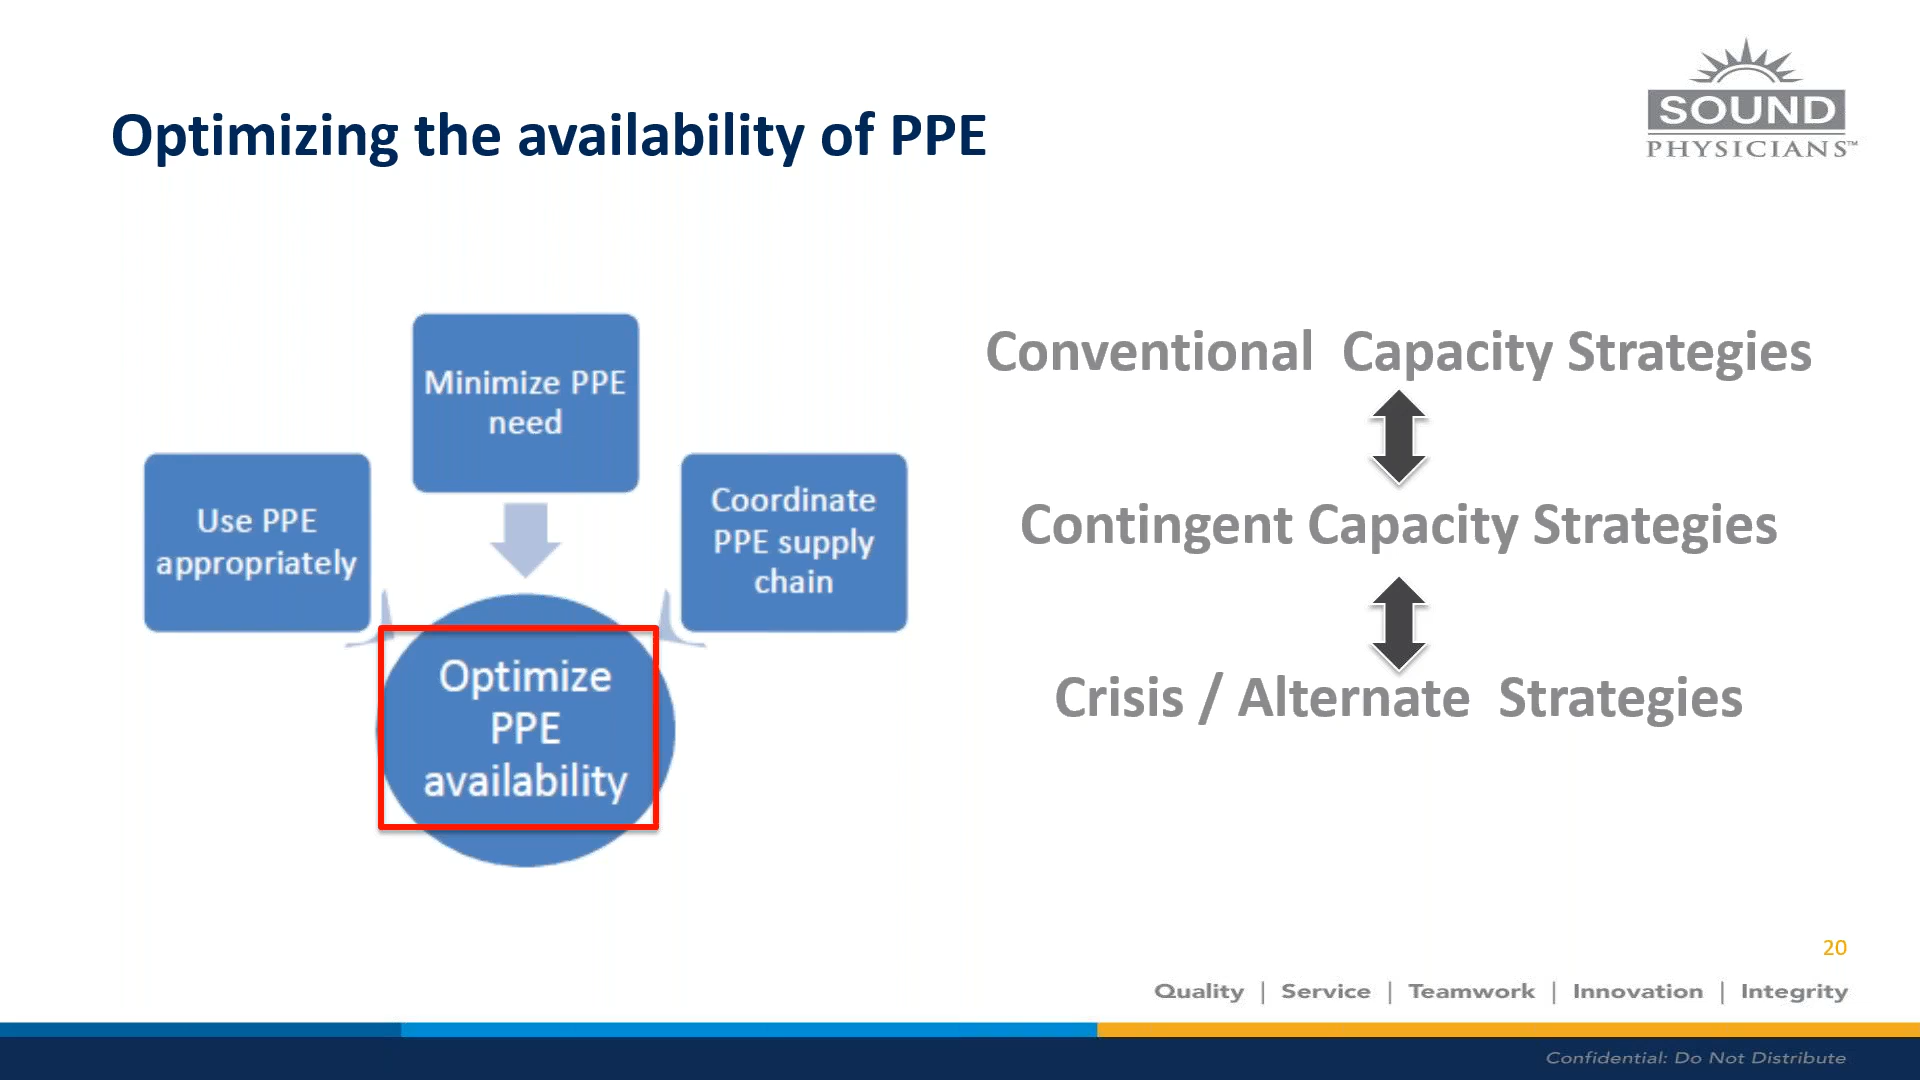 Optimizing the availability of PPE
SOUND
PHYSICIANS™
Minimize PPE
need
Use PPE
appropriately
Coordinate
PPE supply
chain
Optimize
PPE
availability
Conventional  Capacity Strategies
Contingent Capacity Strategies
Crisis / Alternate  Strategies
20
Quality | Service | Teamwork | Innovation | Integrity
Confidential: Do Not Distribute